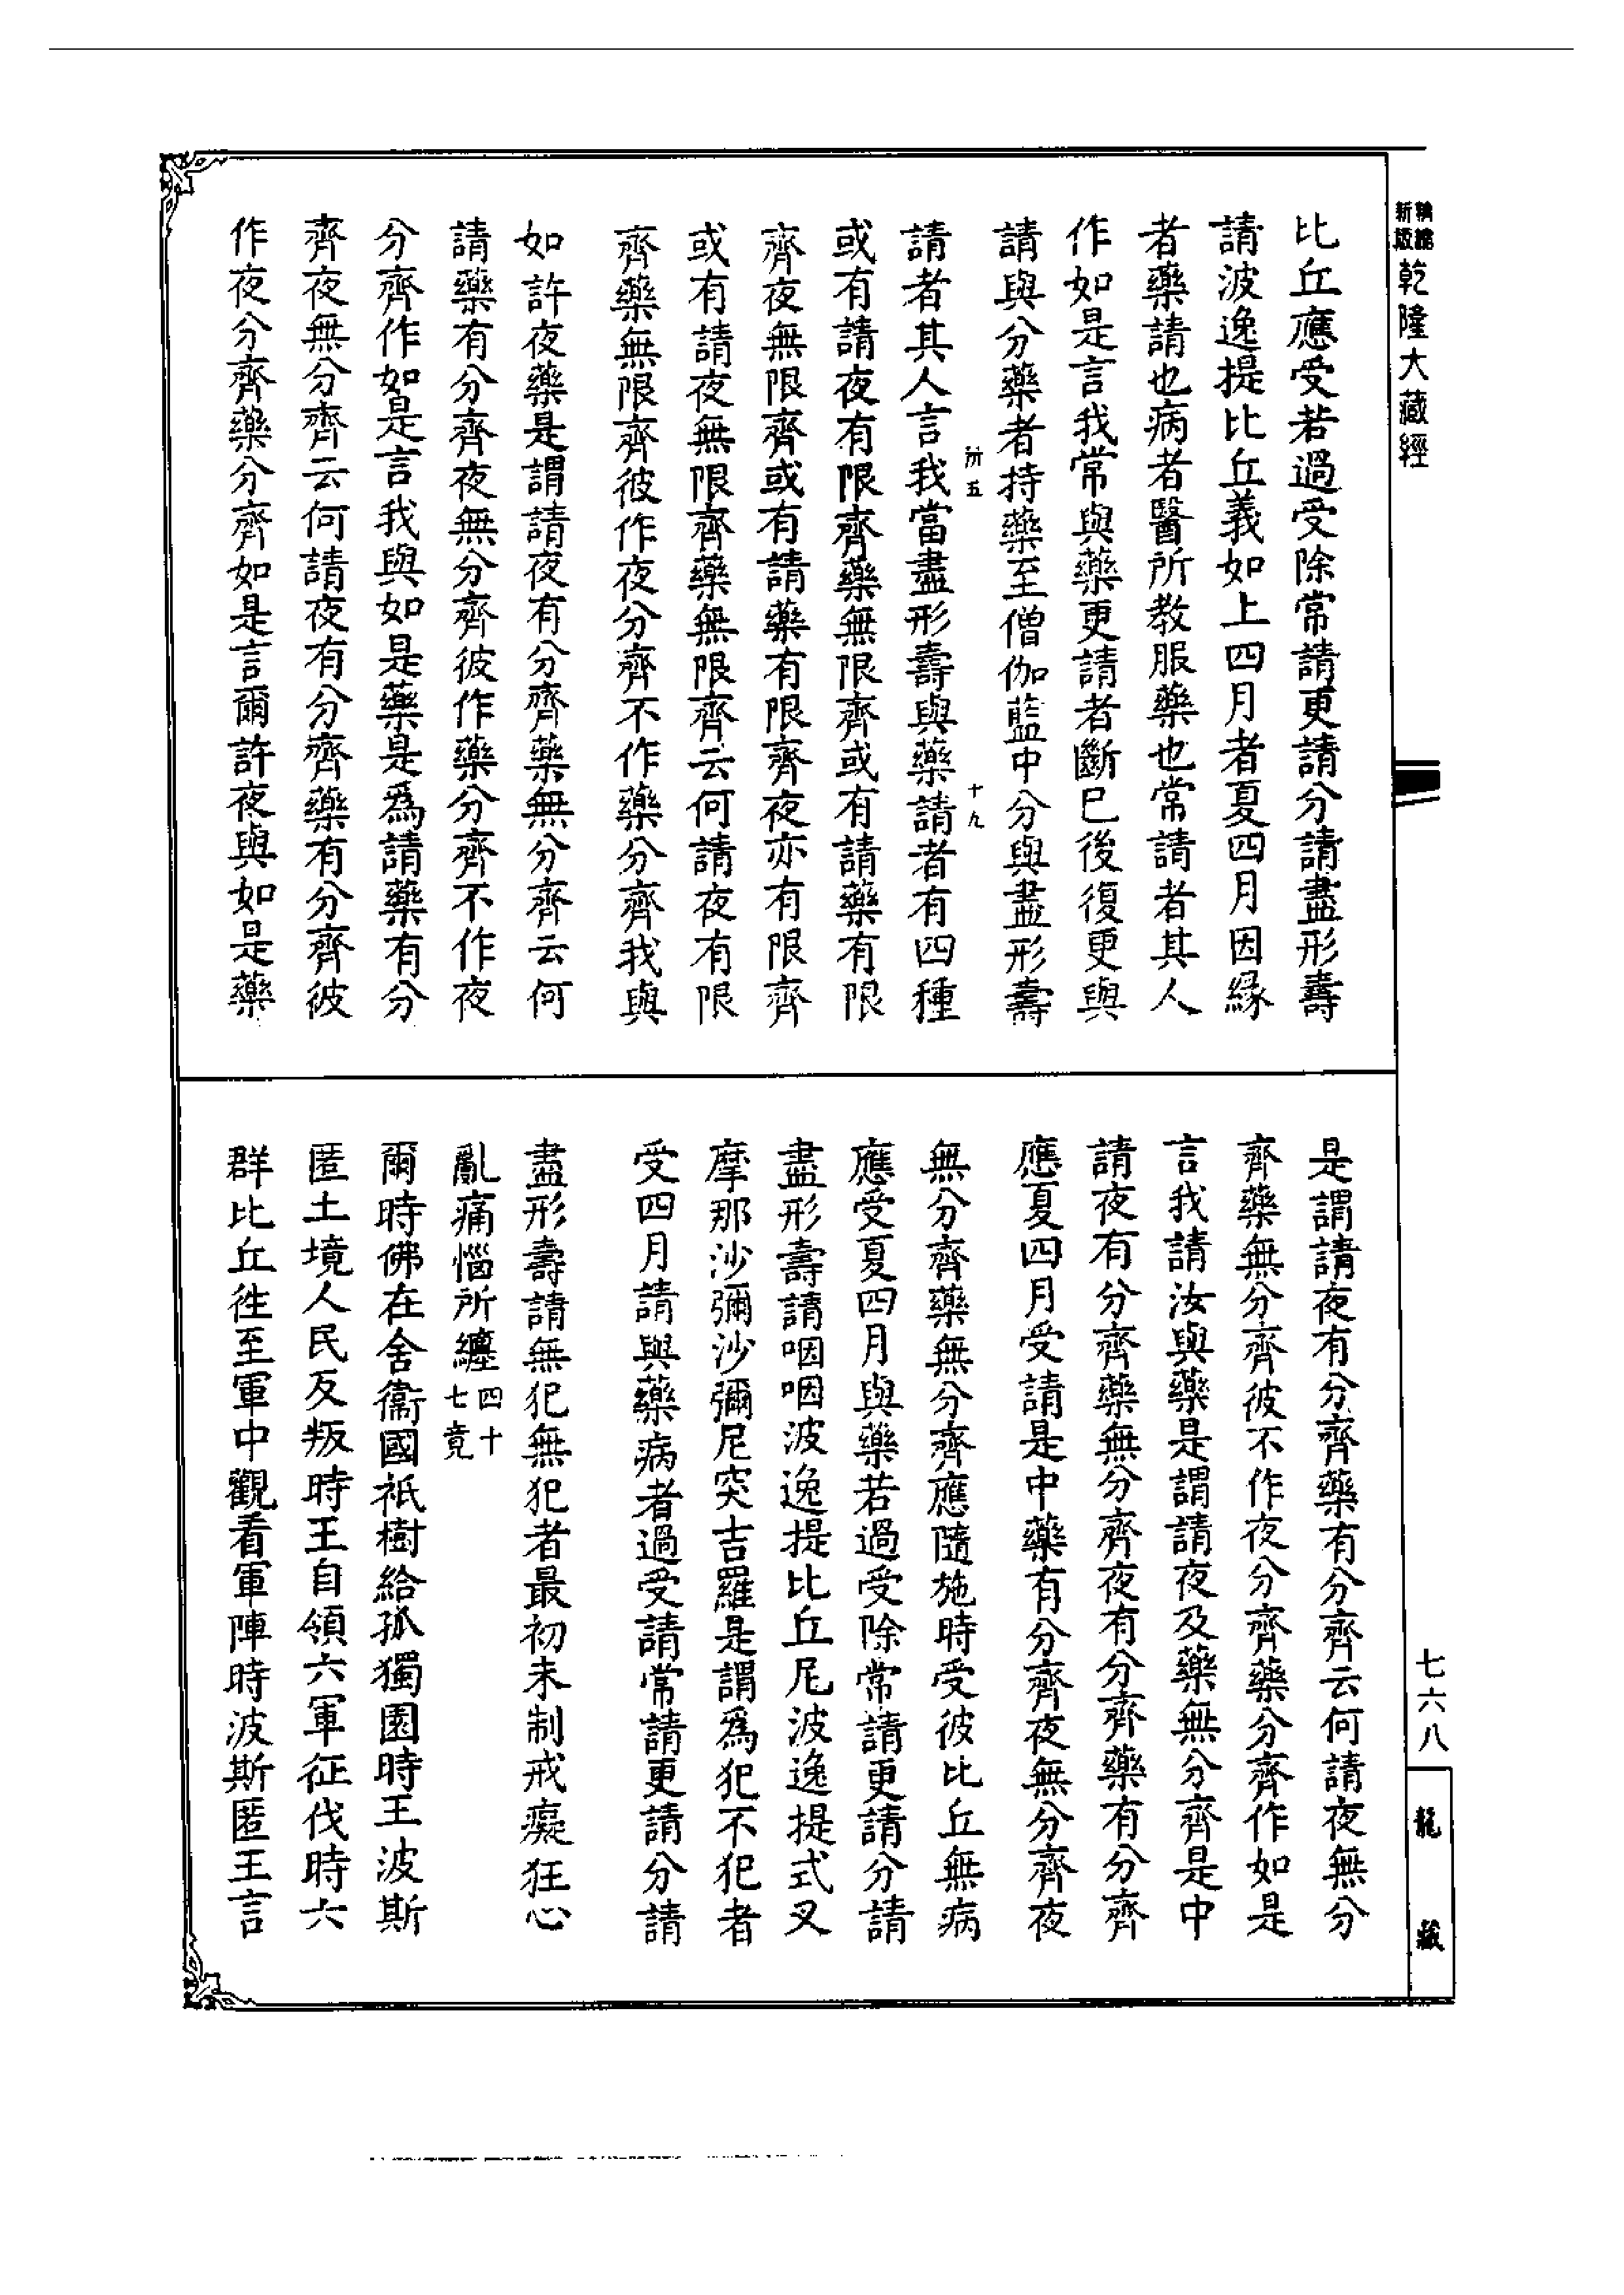 新版
精縮
乾隆大藏經
比丘應受若過受除常請更請分請盡形壽
請波逸提比丘義如上四月者夏四月因緣
者藥請也病者醫所教服藥也常請者其人
作如是言我常與藥更請者斷已後復更與
請與分藥者持藥至僧伽藍中分與盡形壽
所五
十九
請者其人言我當盡形壽與藥請者有四種
或有請夜有限齊藥無限齊或有請藥有限
齊夜無限齊或有請藥有限齊夜亦有限齊
或有請夜無限齊藥無限齊云何請夜有限
齊藥無限齊彼作夜分齊不作藥分齊我與
如許夜藥是謂請夜有分齊藥無分齊云何
請藥有分齊夜無分齊彼作藥分齊不作夜
分齊作如是言我與如是藥是為請藥有分
齊夜無分齊云何請夜有分齊藥有分齊彼
作夜分齊藥分齊如是言爾許夜與如是藥
是謂請夜有分齊藥有分齊云何請夜無分
齊藥無分齊彼不作夜分齊藥分齊作如是
言我請汝與藥是謂請夜及藥無分齊是中
請夜有分齊藥無分齊夜有分齊藥有分齊
應夏四月受請是中藥有分齊夜無分齊夜
無分齊藥無分齊應隨施時受彼比丘無病
應受夏四月與藥若過受除常請更請分請
盡形壽請咽咽波逸提比丘尼波逸提式叉
摩那沙彌沙彌尼突吉羅是謂為犯不犯者
受四月請與藥病者過受請常請更請分請
盡形壽請無犯無犯者最初未制戒癡狂心
亂痛惱所纏四十七竟
爾時佛在舍衞國祇樹給孤獨園時王波斯
匿土境人民反叛時王自領六軍征伐時六
群比丘徃至軍中觀看軍陣時波斯匿王言
七六八
龍藏